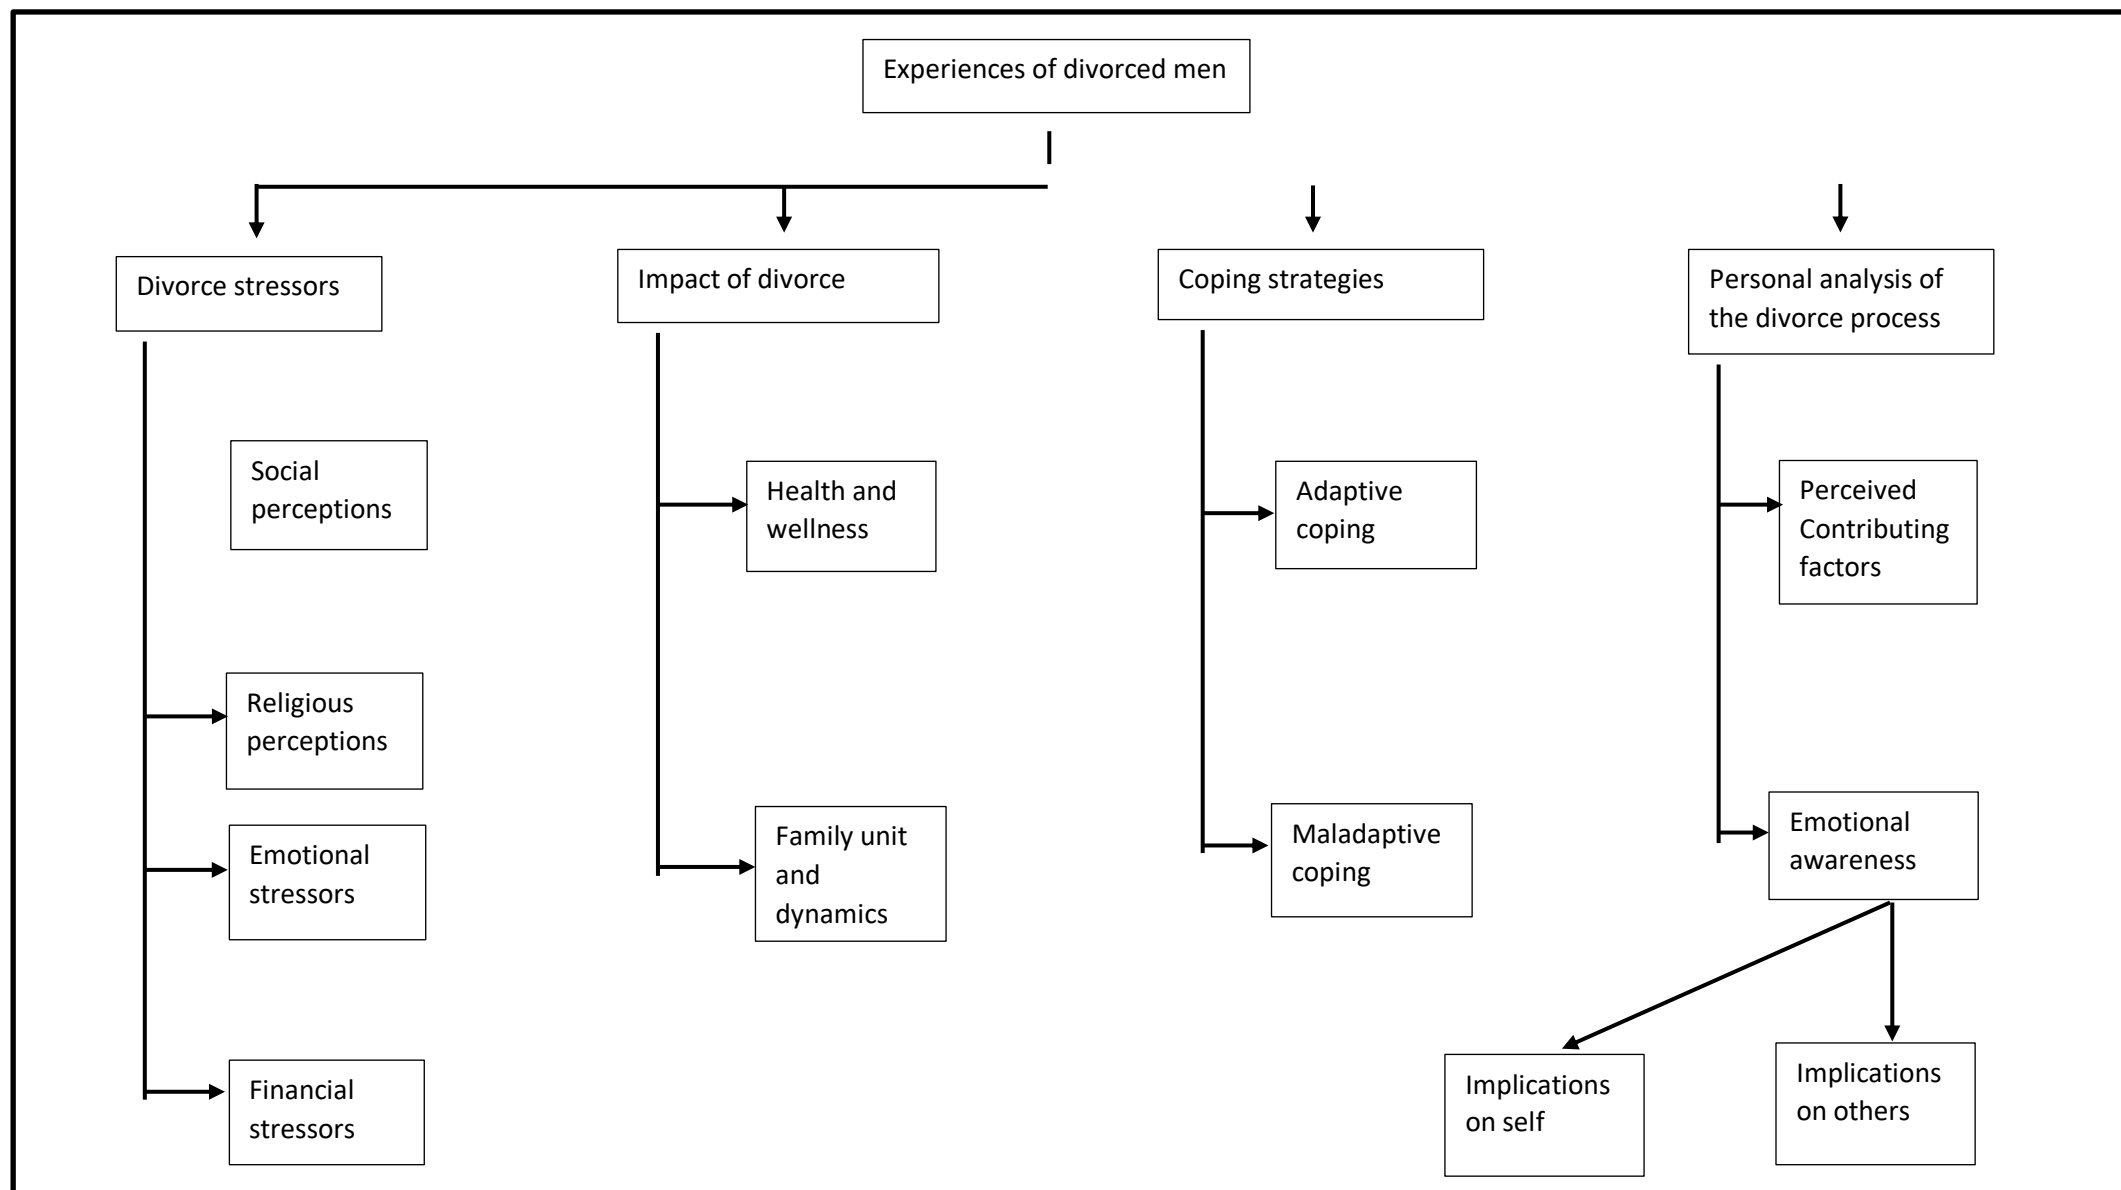 Experiences of divorced men
Divorce stressors
Impact of divorce
Coping strategies
Personal analysis of
the divorce process
Social
perceptions
Health and
wellness
Adaptive
coping
Perceived
Contributing
factors
Religious
perceptions
Emotional
stressors
Family unit
and
dynamics
Maladaptive
coping
Emotional
awareness
Financial
stressors
Implications
on self
Implications
on others